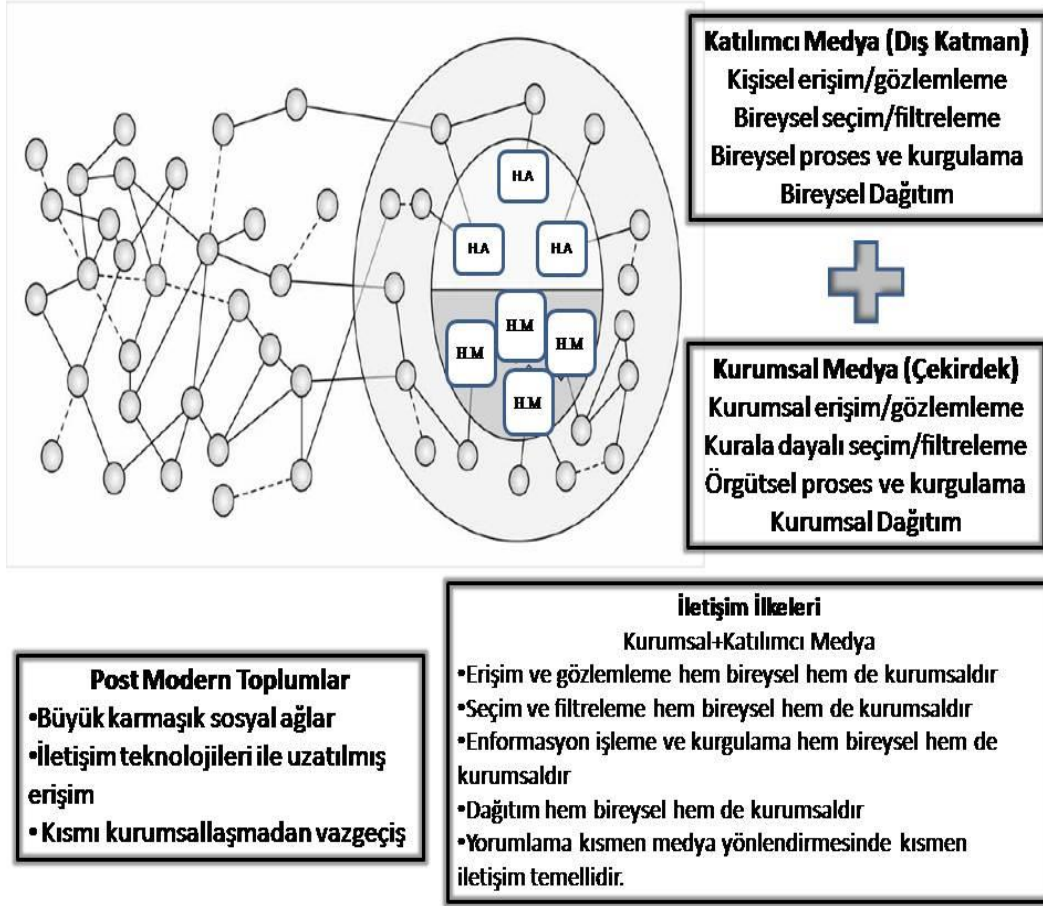 Katılımcı Medya (Dış Katman)
Kişisel erişim/gözlemleme
Bireysel seçim/filtreleme
Bireysel proses ve kurgulama
Bireysel Dağıtım
H.A
H.A
H.A
H.M
H.M
H.M
H.M
Kurumsal Medya (Çekirdek)
Kurumsal erişim/gözlemleme
Kurala dayalı seçim/filtreleme
Örgütsel proses ve kurgulama
Kurumsal Dağıtım
Post Modern Toplumlar
•Büyük karmaşık sosyal ağlar
•İletişim teknolojileri ile uzatılmış
erişim
• Kısmı kurumsallaşmadan vazgeçiş
İletişim İlkeleri
Kurumsal+Katılımcı Medya
•Erişim ve gözlemleme hem bireysel hem de kurumsaldır
•Seçim ve filtreleme hem bireysel hem de kurumsaldır
•Enformasyon işleme ve kurgulama hem bireysel hem de
kurumsaldır
•Dağıtım hem bireysel hem de kurumsaldır
•Yorumlama kısmen medya yönlendirmesinde kısmen
iletişim temellidir.